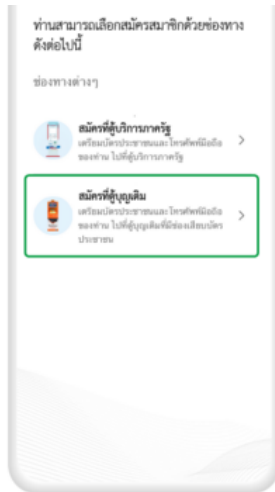 ท่านสามารถเลือกสมัครสมาชิกด้วยช่องทาง
ดังต่อไปนี้
ช่องทางต่างๆ
สมัครที่ตู้บริการภาครัฐ
เตรียมบัตรประชาชนและโทรศัพท์มือถือ
ของท่าน ไปที่ตู้บริการภาครัฐ
สมัครที่ตู้บุญเติม
เตรียมบัตรประชาชนและโทรศัพท์มือถือ
ของท่าน ไปที่ตู้บุญเติมที่มีช่องเสียบบัตร
ประชาชน